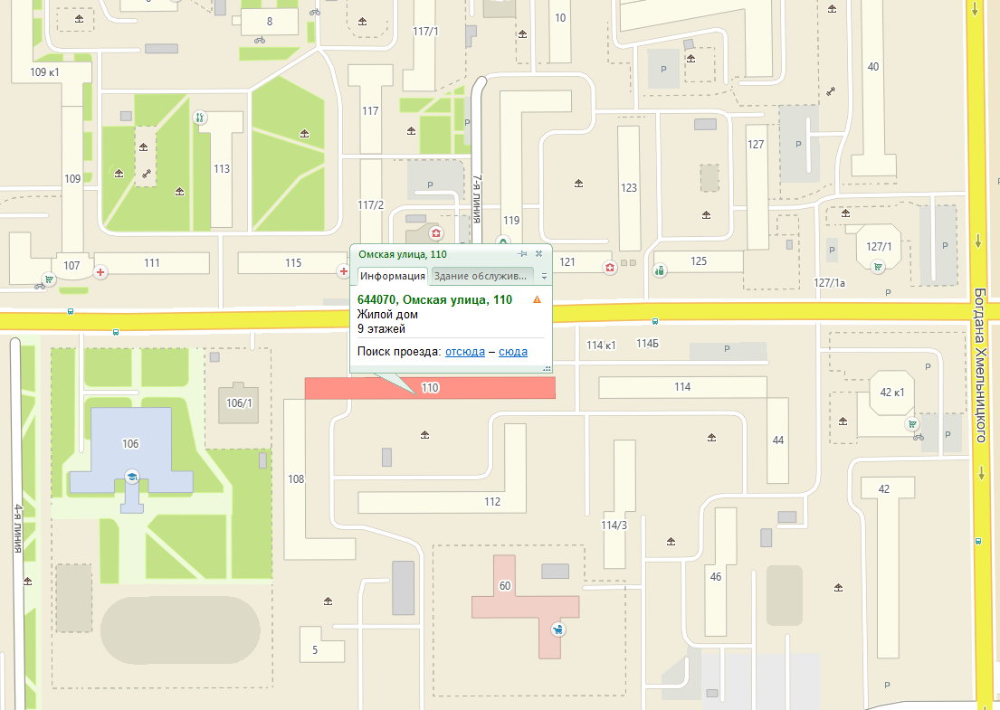 8
10
117/1
109 к1
40
117
127
113
109
7-я линия
123
117/2
119
127/1
107
111
115
121
125
127/1а
Омская улица, 110
Информация
Здание обслужив...
644070, Омская улица, 110
Жилой дом
9 этажей
Поиск проезда: отсюда – сюда
Богдана Хмельницкого
114 к1
114Б
110
114
42 к1
106/1
106
44
108
112
42
4-я линия
114/3
46
60
5
P
P
P
P
P
P
P
P
P
P
P
P